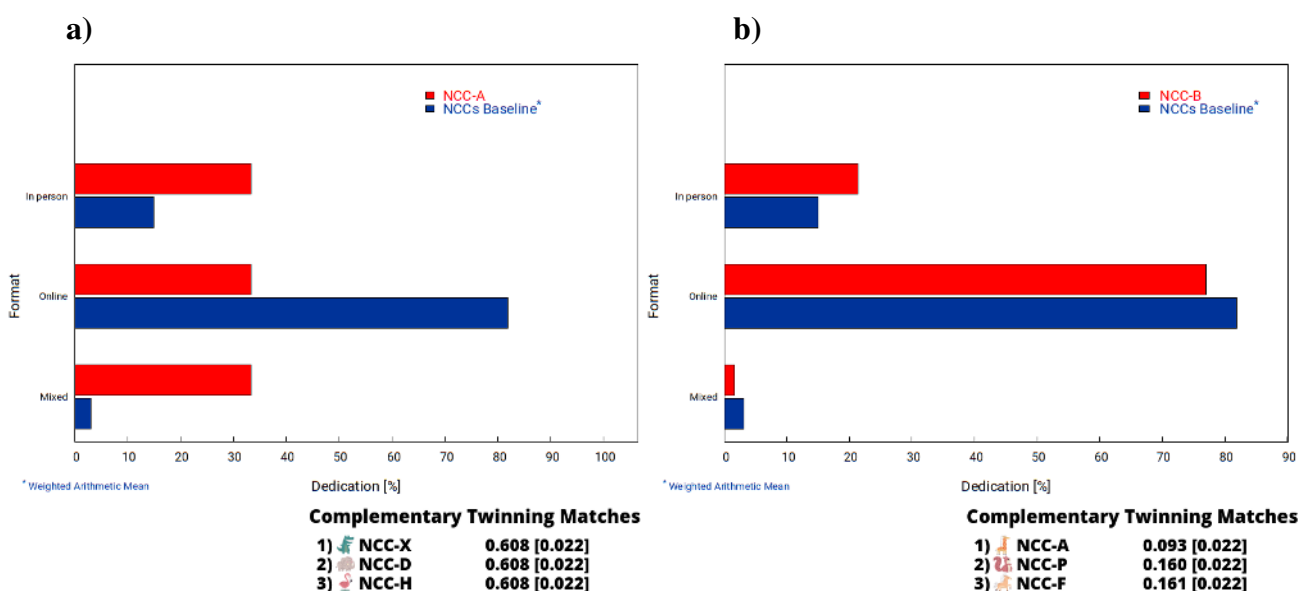 a)
NCC-A
NCCs Baseline*
In person
Online
Mixed
Format
0 10 20 30 40 50 60 70 80 90 100
* Weighted Arithmetic Mean
Dedication [%]
Complementary Twinning Matches
1) NCC-X 0.608 [0.022]
2) NCC-D 0.608 [0.022]
3) NCC-H 0.608 [0.022]
b)
NCC-B
NCCs Baseline*
In person
Online
Mixed
Format
0 10 20 30 40 50 60 70 80 90
* Weighted Arithmetic Mean
Dedication [%]
Complementary Twinning Matches
1) NCC-A 0.093 [0.022]
2) NCC-P 0.160 [0.022]
3) NCC-F 0.161 [0.022]